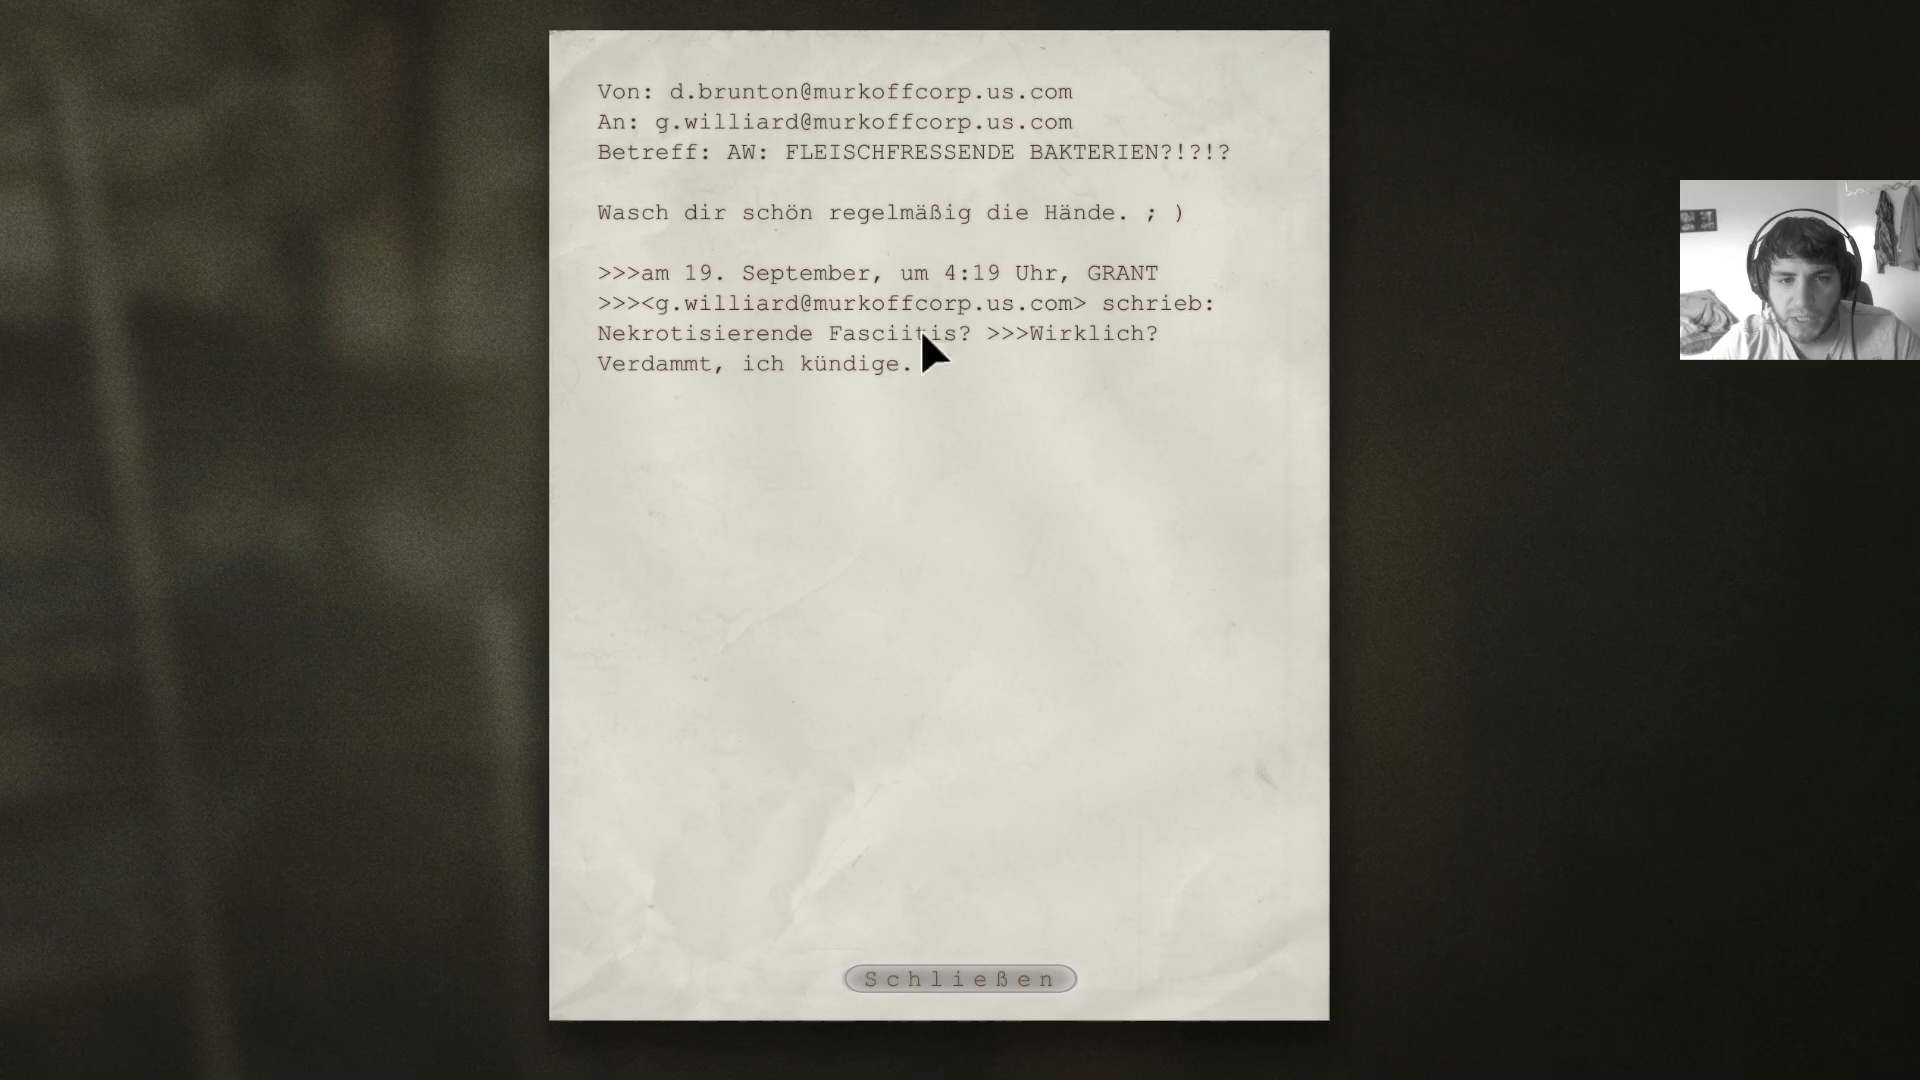 Von: d.brunton@murkoffcorp.us.com
An: g.williard@murkoffcorp.us.com
Betreff: AW: FLEISCHFRESSENDE BAKTERIEN?!?!?
Wasch dir schön regelmäßig die Hände. ; )
>>>am 19. September, um 4:19 Uhr, GRANT
>>><g.williard@murkoffcorp.us.com> schrieb:
Nekrotisierende Fasciitis? >>>Wirklich?
Verdammt, ich kündige.
Schließen